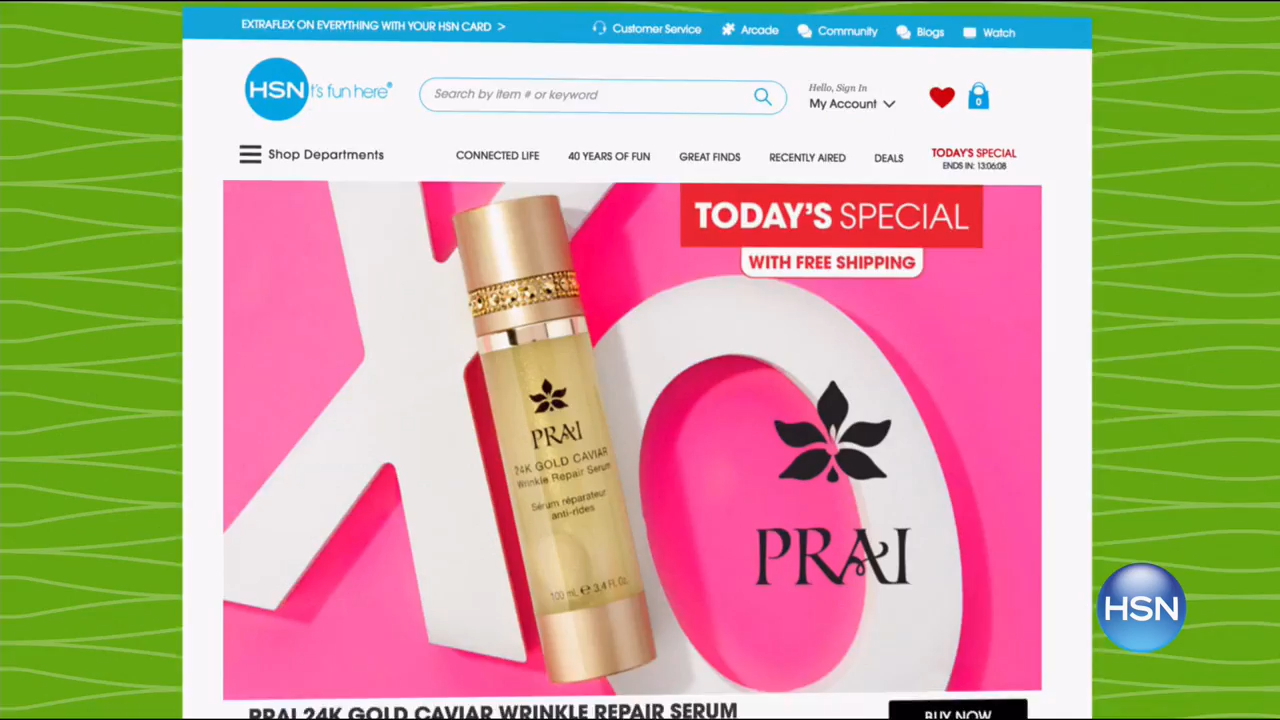 EXTRAFLEX ON EVERYTHING WITH YOUR HSN CARD >
Customer Service
Arcade
Community
Blogs
Watch
HSN it's fun here®
Search by item # or keyword
Hello, Sign In
My Account
0
Shop Departments
CONNECTED LIFE
40 YEARS OF FUN
GREAT FINDS
RECENTLY AIRED
DEALS
TODAY'S SPECIAL
ENDS IN: 13:06:08
TODAY'S SPECIAL
WITH FREE SHIPPING
PRAI
24K GOLD CAVIAR
Wrinkle Repair Serum
Sérum réparateur
anti-rides
100 mL ℮ 3.4 Fl. Oz.
XO
PRAI
HSN
PRAI 24K GOLD CAVIAR WRINKLE REPAIR SERUM
BUY NOW